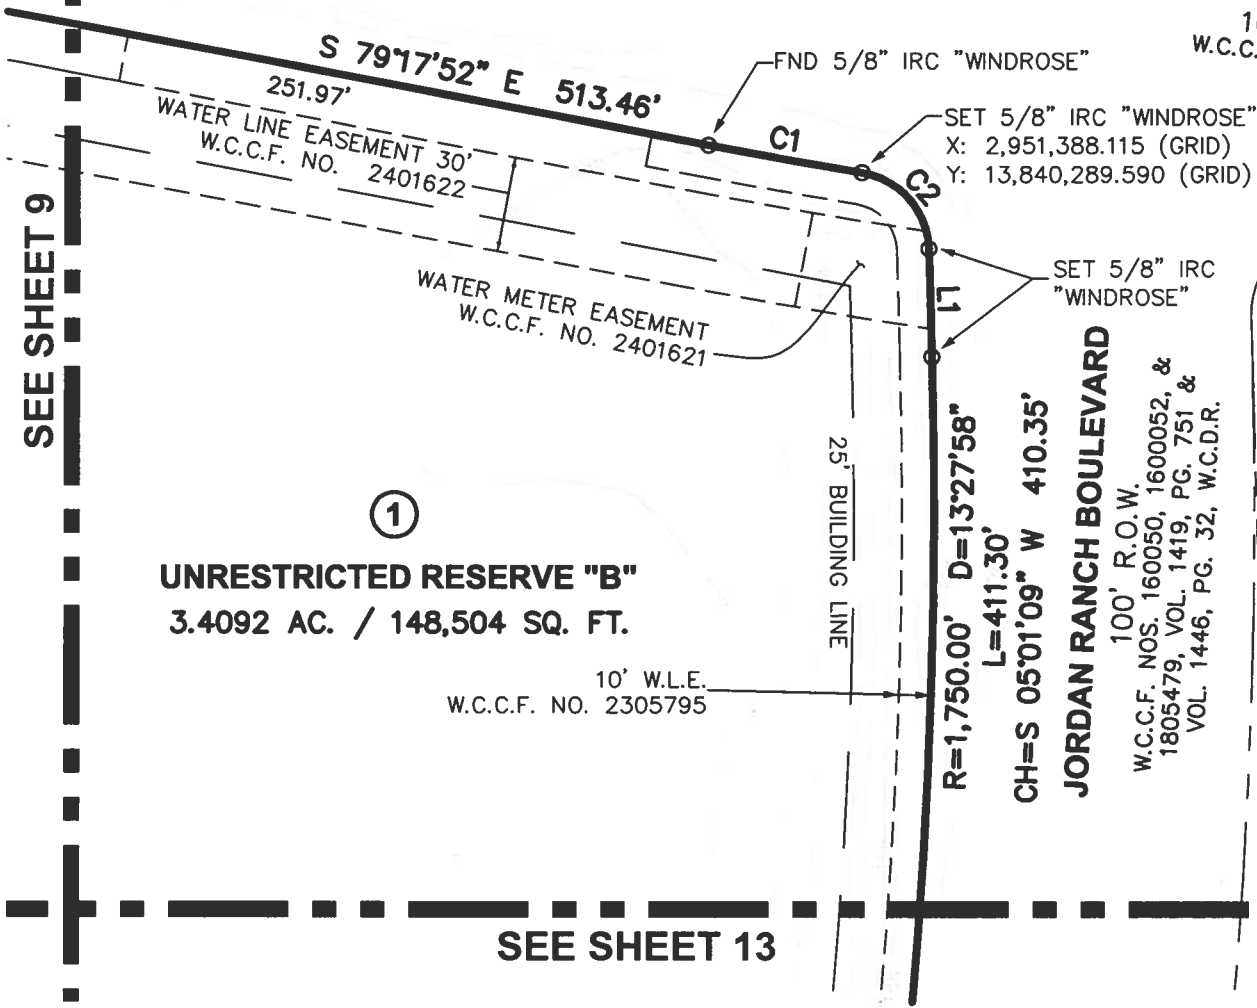 S 79°17'52" E 513.46'
251.97'
WATER LINE EASEMENT 30'
W.C.C.F. NO. 2401622
FND 5/8" IRC "WINDROSE"
W.C.C.
C1
SET 5/8" IRC "WINDROSE"
X: 2,951,388.115 (GRID)
Y: 13,840,289.590 (GRID)
C2
SET 5/8" IRC
"WINDROSE"
L1
WATER METER EASEMENT
W.C.C.F. NO. 2401621
SEE SHEET 9
1
UNRESTRICTED RESERVE "B"
3.4092 AC. / 148,504 SQ. FT.
25' BUILDING LINE
10' W.L.E.
W.C.C.F. NO. 2305795
R=1,750.00' D=13°27'58"
L=411.30'
CH=S 05°01'09" W 410.35'
JORDAN RANCH BOULEVARD
100' R.O.W.
W.C.C.F. NOS. 160050, 1600052, &
1805479, VOL. 1419, PG. 751 &
VOL. 1446, PG. 32, W.C.D.R.
SEE SHEET 13